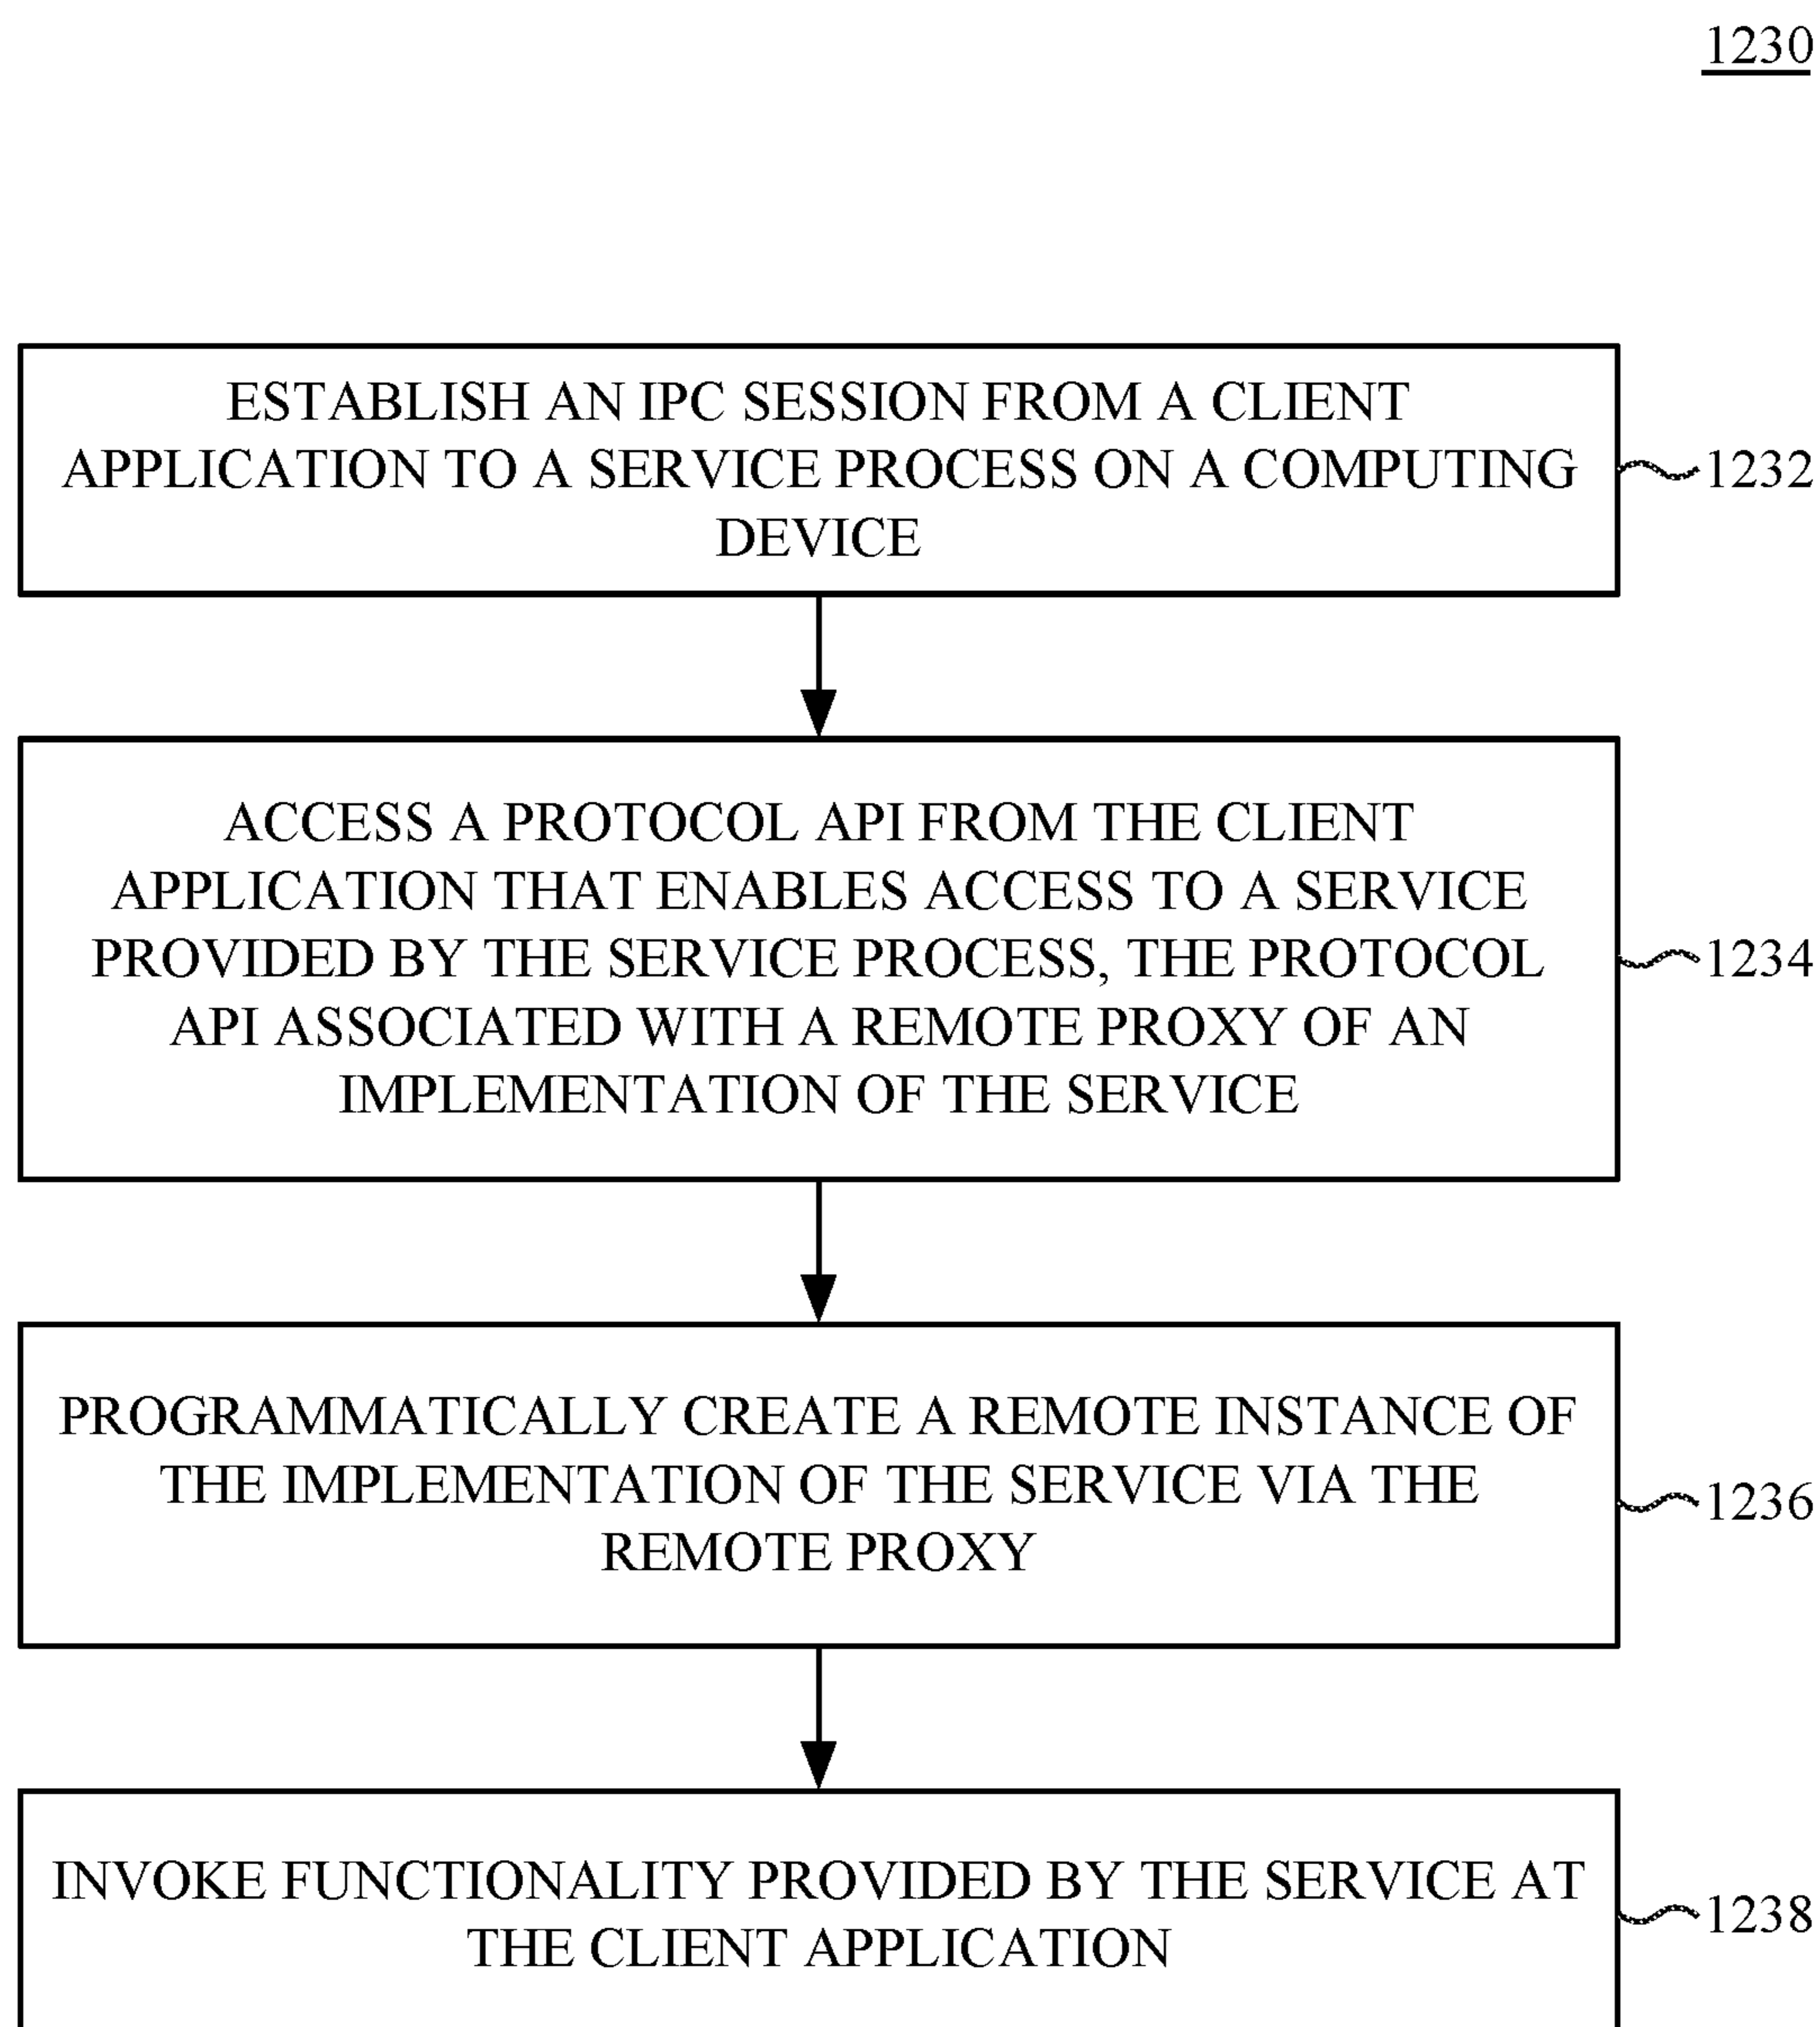 1230
ESTABLISH AN IPC SESSION FROM A CLIENT
APPLICATION TO A SERVICE PROCESS ON A COMPUTING
DEVICE
1232
ACCESS A PROTOCOL API FROM THE CLIENT
APPLICATION THAT ENABLES ACCESS TO A SERVICE
PROVIDED BY THE SERVICE PROCESS, THE PROTOCOL
API ASSOCIATED WITH A REMOTE PROXY OF AN
IMPLEMENTATION OF THE SERVICE
1234
PROGRAMMATICALLY CREATE A REMOTE INSTANCE OF
THE IMPLEMENTATION OF THE SERVICE VIA THE
REMOTE PROXY
1236
INVOKE FUNCTIONALITY PROVIDED BY THE SERVICE AT
THE CLIENT APPLICATION
1238